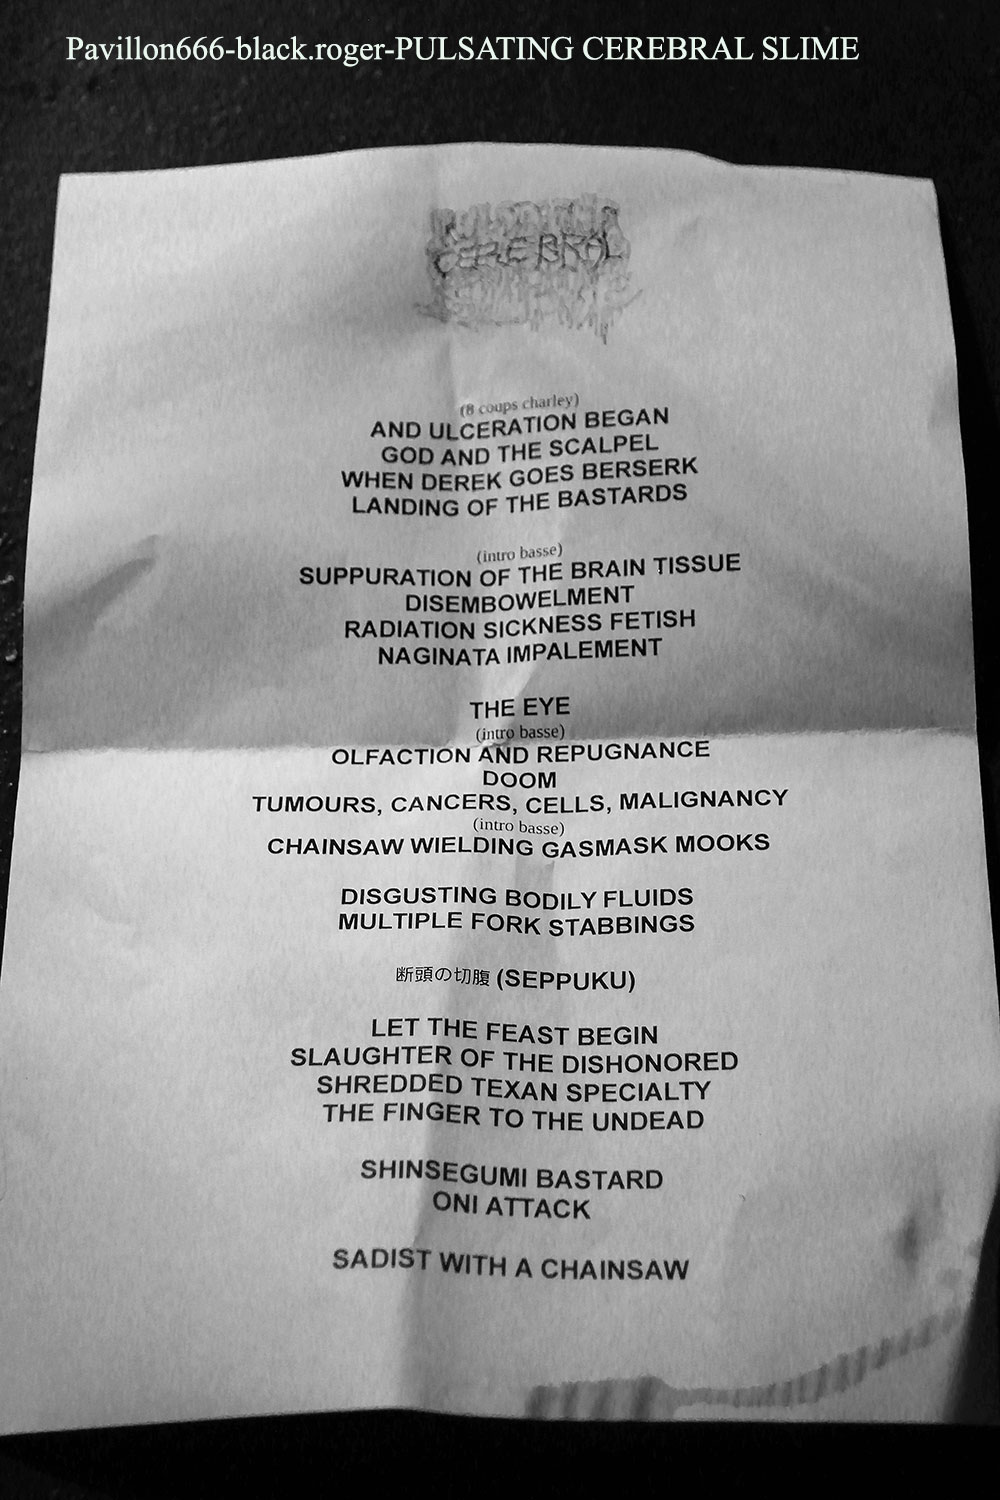 Pavillon666-black.roger-PULSATING CEREBRAL SLIME
PULSATING
CEREBRAL
SLIME
(8 coups charley)
AND ULCERATION BEGAN
GOD AND THE SCALPEL
WHEN DEREK GOES BERSERK
LANDING OF THE BASTARDS
(intro basse)
SUPPURATION OF THE BRAIN TISSUE
DISEMBOWELMENT
RADIATION SICKNESS FETISH
NAGINATA IMPALEMENT
THE EYE
(intro basse)
OLFACTION AND REPUGNANCE
DOOM
TUMOURS, CANCERS, CELLS, MALIGNANCY
(intro basse)
CHAINSAW WIELDING GASMASK MOOKS
DISGUSTING BODILY FLUIDS
MULTIPLE FORK STABBINGS
断頭の切腹 (SEPPUKU)
LET THE FEAST BEGIN
SLAUGHTER OF THE DISHONORED
SHREDDED TEXAN SPECIALTY
THE FINGER TO THE UNDEAD
SHINSEGUMI BASTARD
ONI ATTACK
SADIST WITH A CHAINSAW